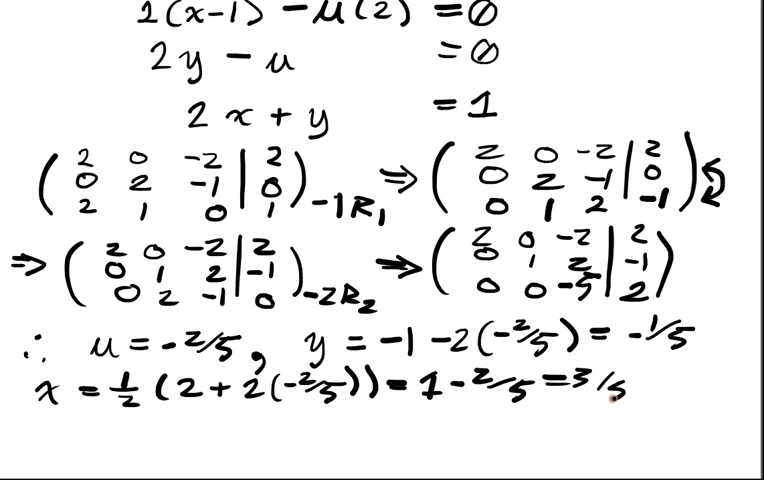 2(x-1) - μ(2) = 0
2y - μ = 0
2x + y = 1
( 2 0 -2 | 2 ) ⇒ ( 2 0 -2 | 2 )
0 2 -1 | 0 0 2 -1 | 0
2 1 0 | 1 -1R₁ 0 1 2 | -1
⇒ ( 2 0 -2 | 2 ) ⇒ ( 2 0 -2 | 2 )
0 1 2 | -1 0 1 2 | -1
0 2 -1 | 0 -2R₂ 0 0 -5 | 2
∴ μ = -2/5, y = -1 -2(-2/5) = -1/5
x = 1/2 (2 + 2(-2/5)) = 1 - 2/5 = 3/5